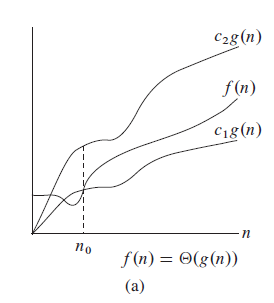 c₂g(n)
f(n)
c₁g(n)
n
n₀
f(n) = Θ(g(n))
(a)